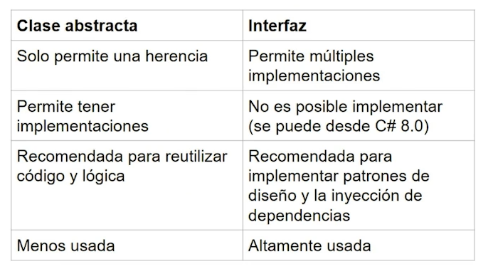 Clase abstracta
Interfaz
Solo permite una herencia
Permite múltiples
implementaciones
Permite tener
implementaciones
No es posible implementar
(se puede desde C# 8.0)
Recomendada para reutilizar
código y lógica
Recomendada para
implementar patrones de
diseño y la inyección de
dependencias
Menos usada
Altamente usada